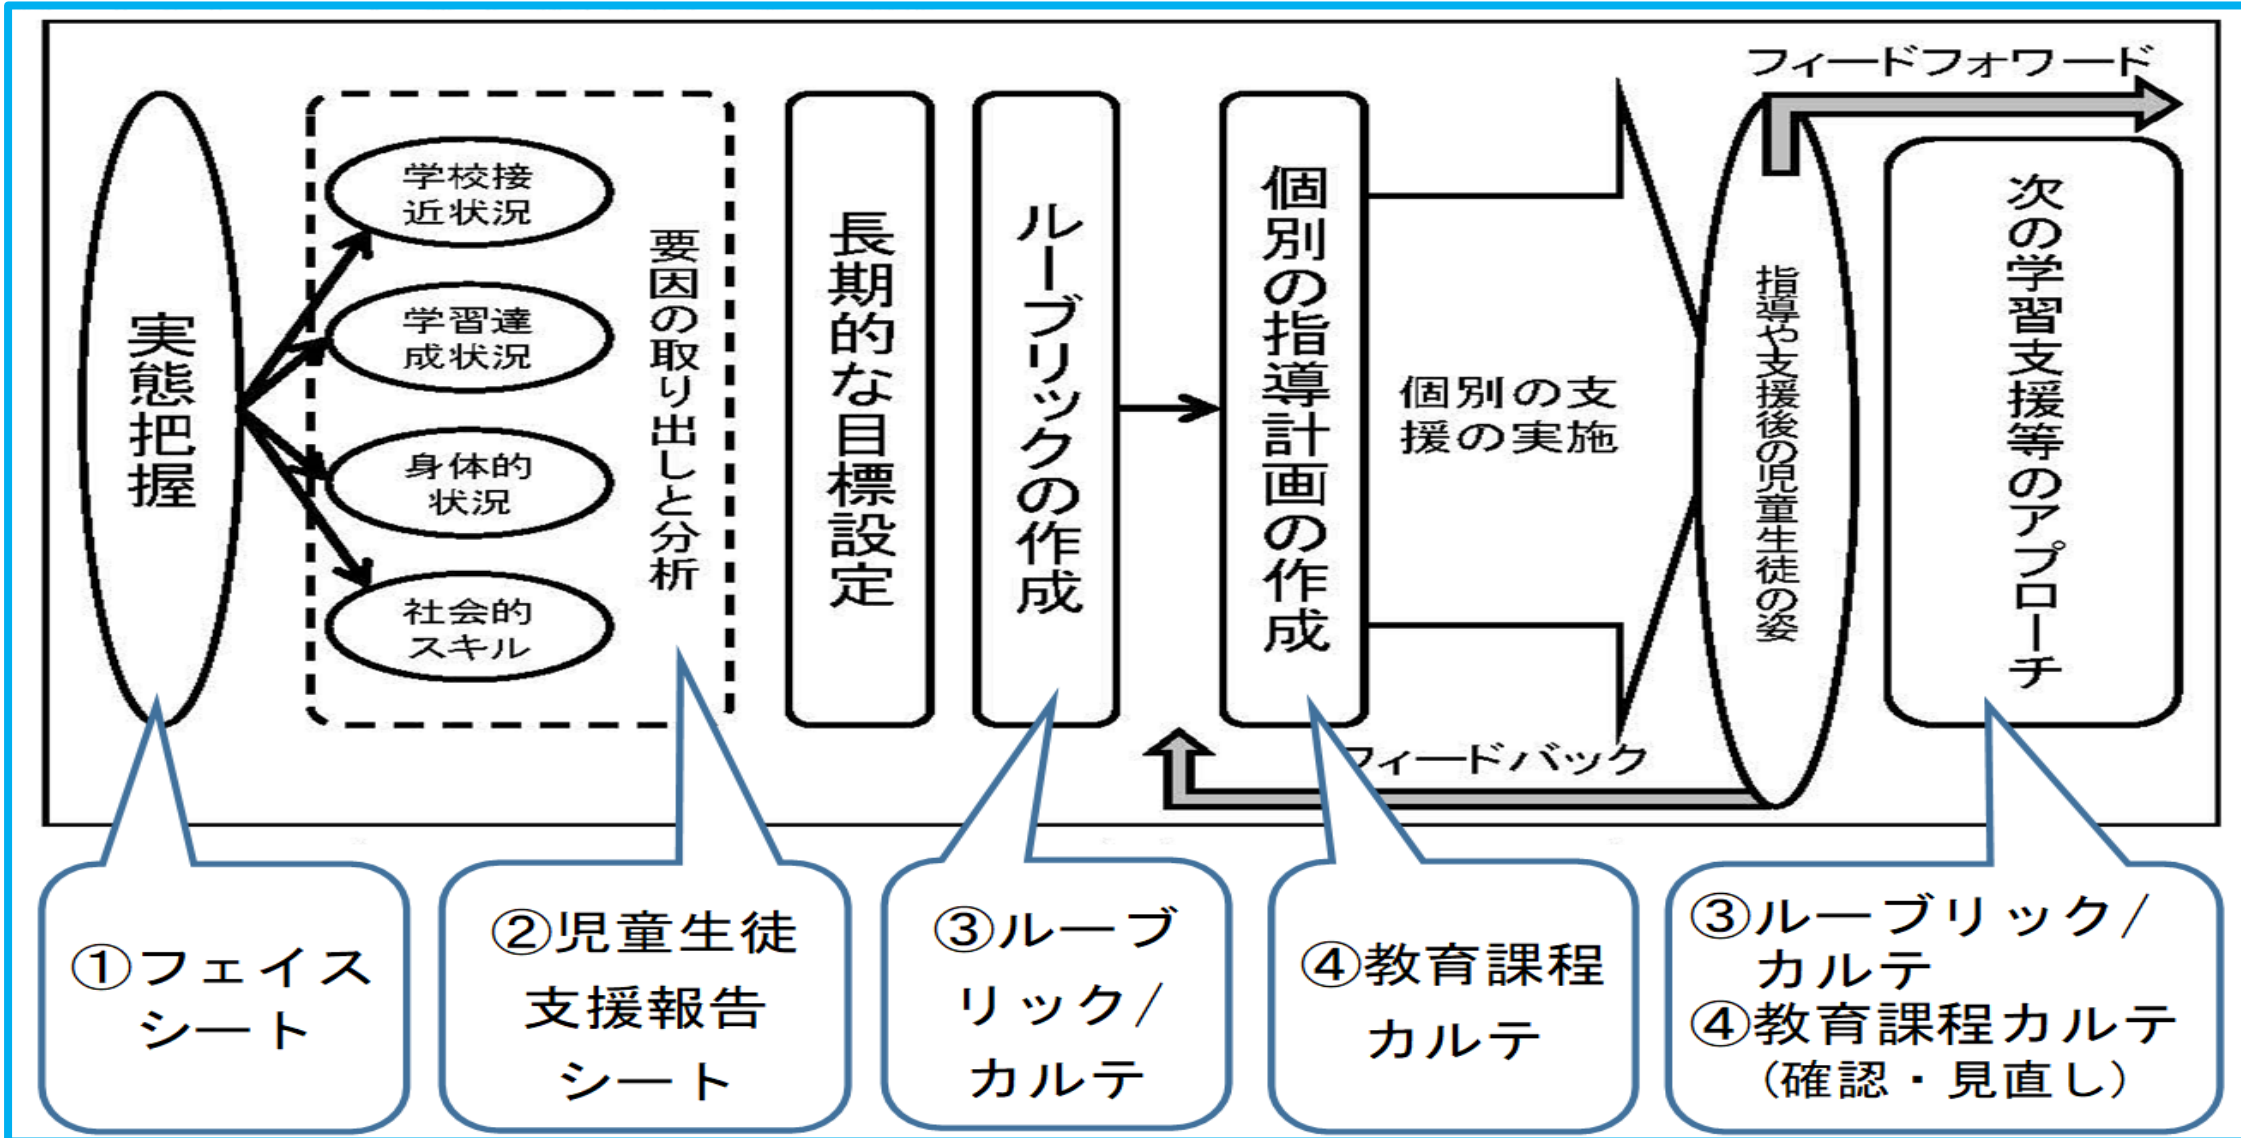 フィードフォワード
実態把握
学校接
近状況
学習達
成状況
身体的
状況
社会的
スキル
要因の取り出しと分析
長期的な目標設定
ルーブリックの作成
個別の指導計画の作成
個別の支
援の実施
指導や支援後の児童生徒の姿
次の学習支援等のアプローチ
フィードバック
①フェイス
シート
②児童生徒
支援報告
シート
③ルーブ
リック/
カルテ
④教育課程
カルテ
③ルーブリック/
カルテ
④教育課程カルテ
(確認・見直し)